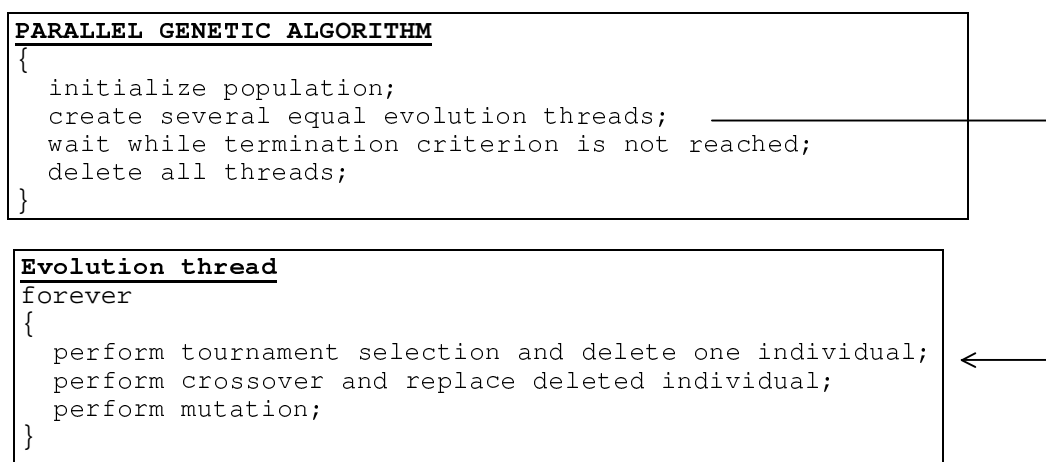 PARALLEL GENETIC ALGORITHM
{
initialize population;
create several equal evolution threads;
wait while termination criterion is not reached;
delete all threads;
}
Evolution thread
forever
{
perform tournament selection and delete one individual;
perform crossover and replace deleted individual;
perform mutation;
}